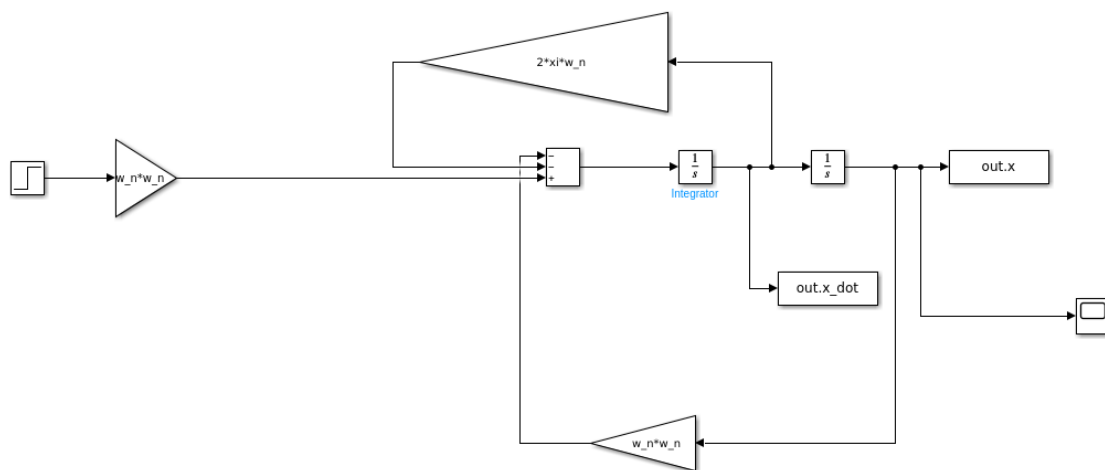 2*xi*w_n
w_n*w_n
−
−
+
1
s
Integrator
1
s
out.x
out.x_dot
w_n*w_n